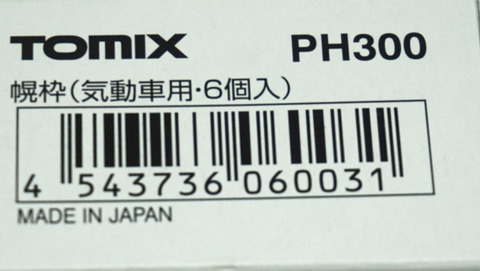 TOMIX PH300
幌枠(気動車用・6個入)
4 543736 060031
MADE IN JAPAN